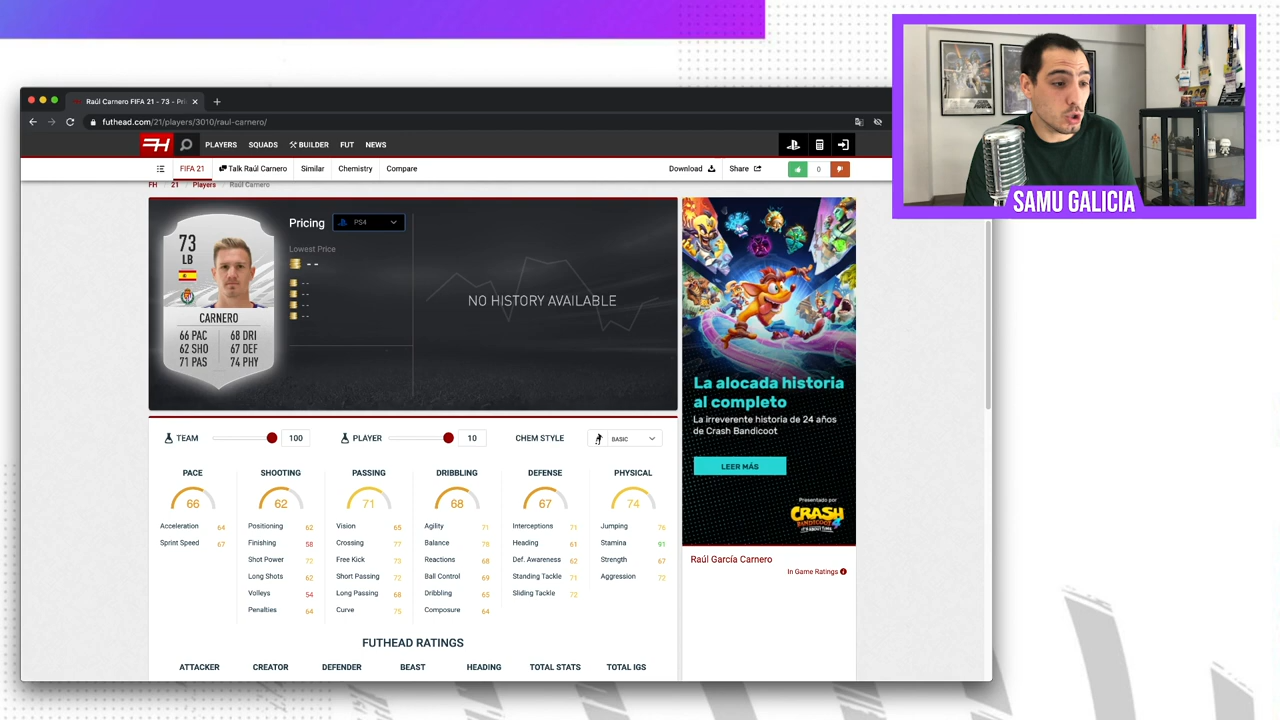 SAMU GALICIA
Raúl Carnero FIFA 21 - 73 - Pri
futhead.com/21/players/3010/raul-carnero/
FH
PLAYERS
SQUADS
BUILDER
FUT
NEWS
FIFA 21
Talk Raúl Carnero
Similar
Chemistry
Compare
Download
Share
0
FH
21
Players
Raúl Carnero
73
LB
CARNERO
66 PAC 68 DRI
62 SHO 67 DEF
71 PAS 74 PHY
Pricing
PS4
Lowest Price
- -
- -
- -
- -
- -
NO HISTORY AVAILABLE
La alocada historia
al completo
La irreverente historia de 24 años
de Crash Bandicoot
LEER MÁS
Presentado por
CRASH
BANDICOOT 4
IT'S ABOUT TIME
TEAM 100 PLAYER 10 CHEM STYLE BASIC
PACE
66
Acceleration 64
Sprint Speed 67
SHOOTING
62
Positioning 62
Finishing 58
Shot Power 72
Long Shots 62
Volleys 54
Penalties 64
PASSING
71
Vision 65
Crossing 77
Free Kick 73
Short Passing 72
Long Passing 68
Curve 75
DRIBBLING
68
Agility 71
Balance 78
Reactions 68
Ball Control 69
Dribbling 65
Composure 64
DEFENSE
67
Interceptions 71
Heading 61
Def. Awareness 62
Standing Tackle 71
Sliding Tackle 72
PHYSICAL
74
Jumping 76
Stamina 91
Strength 67
Aggression 72
Raúl García Carnero
In Game Ratings
FUTHEAD RATINGS
ATTACKER
CREATOR
DEFENDER
BEAST
HEADING
TOTAL STATS
TOTAL IGS